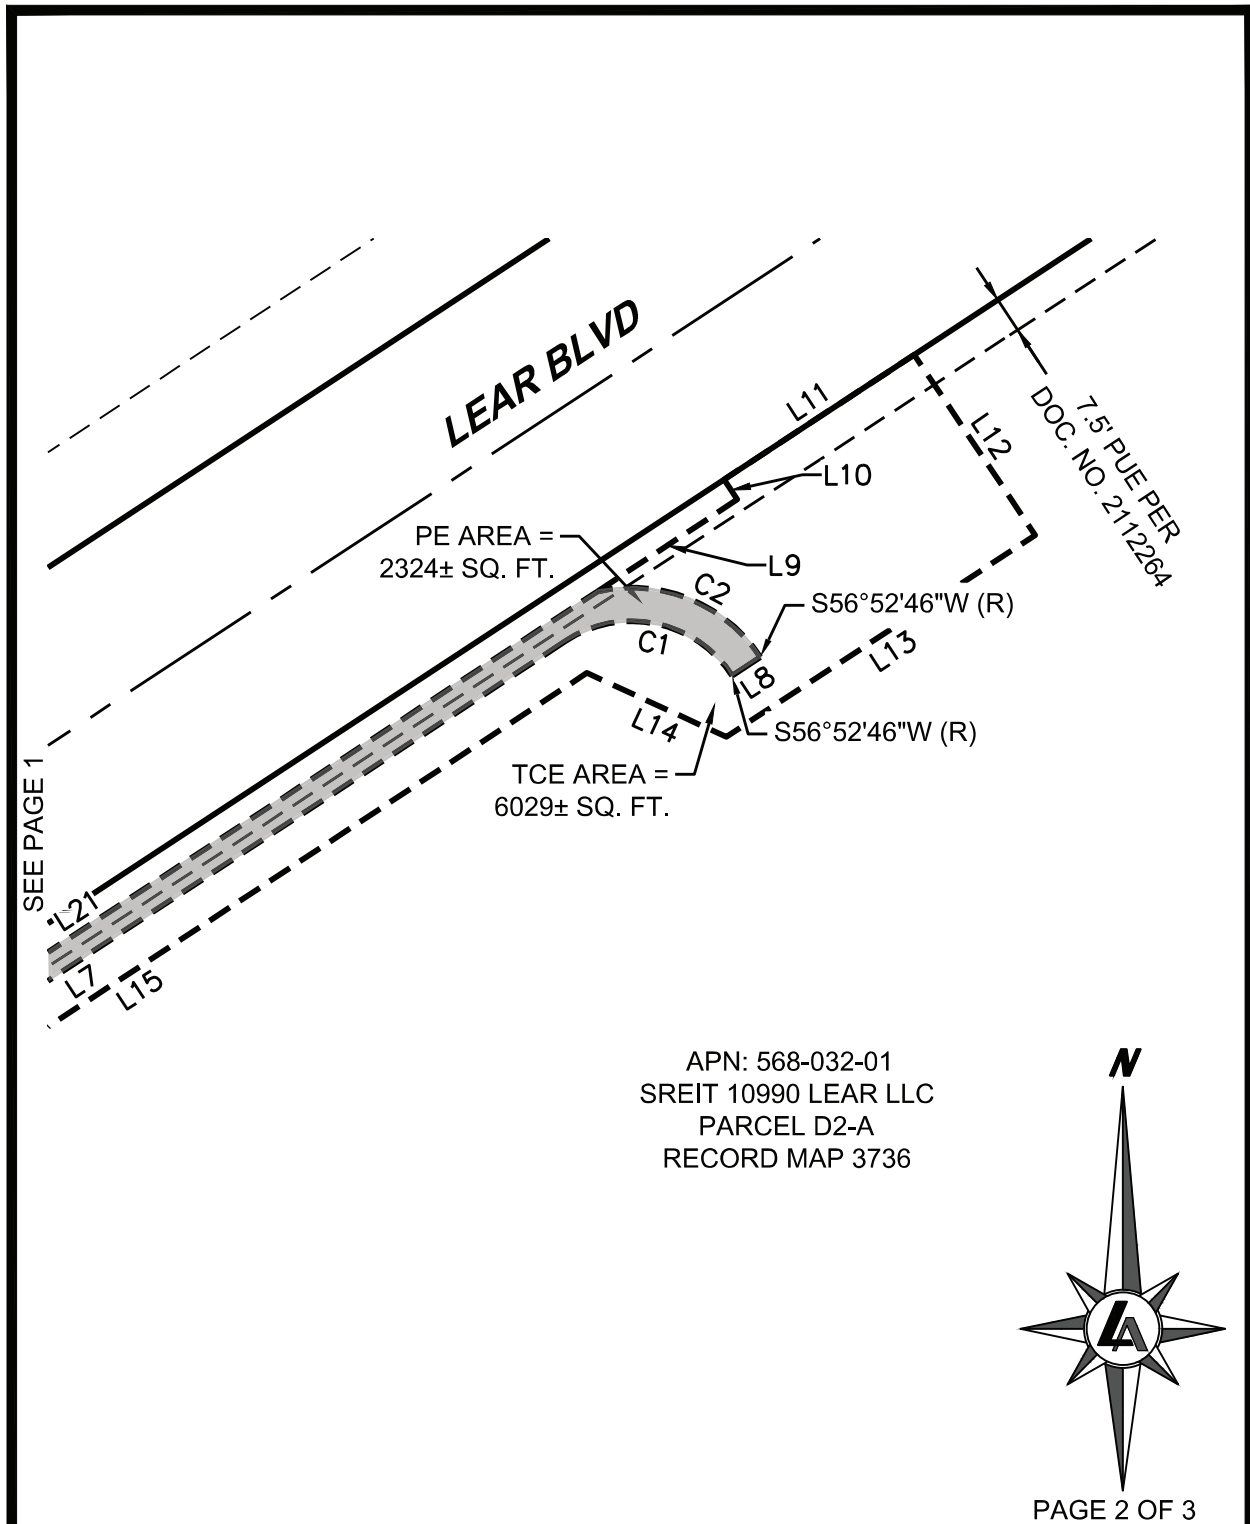 LEAR BLVD
L11
L12
7.5' PUE PER
DOC. NO. 2112264
L10
PE AREA =
2324± SQ. FT.
L9
C2
S56°52'46"W (R)
C1
L13
L8
L14
S56°52'46"W (R)
TCE AREA =
6029± SQ. FT.
SEE PAGE 1
L21
L7
L15
APN: 568-032-01
SREIT 10990 LEAR LLC
PARCEL D2-A
RECORD MAP 3736
N
LA
PAGE 2 OF 3